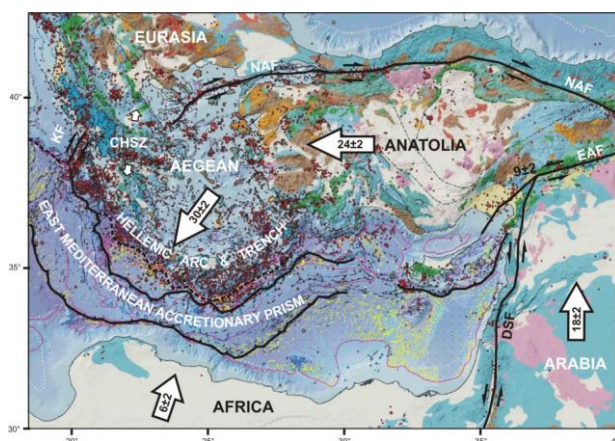 EURASIA
NAF
NAF
40°
KF
CHSZ
AEGEAN
24±2
ANATOLIA
9±2
EAF
30±2
HELLENIC ARC & TRENCH
35°
EAST MEDITERRANEAN ACCRETIONARY PRISM
DSF
18±2
ARABIA
6±2
AFRICA
30°